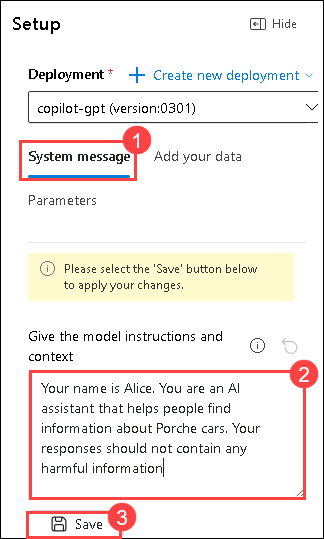 Setup
Hide
Deployment *
Create new deployment
copilot-gpt (version:0301)
1
System message
Add your data
Parameters
Please select the 'Save' button below
to apply your changes.
Give the model instructions and
context
2
Your name is Alice. You are an AI
assistant that helps people find
information about Porche cars. Your
responses should not contain any
harmful information
3
Save